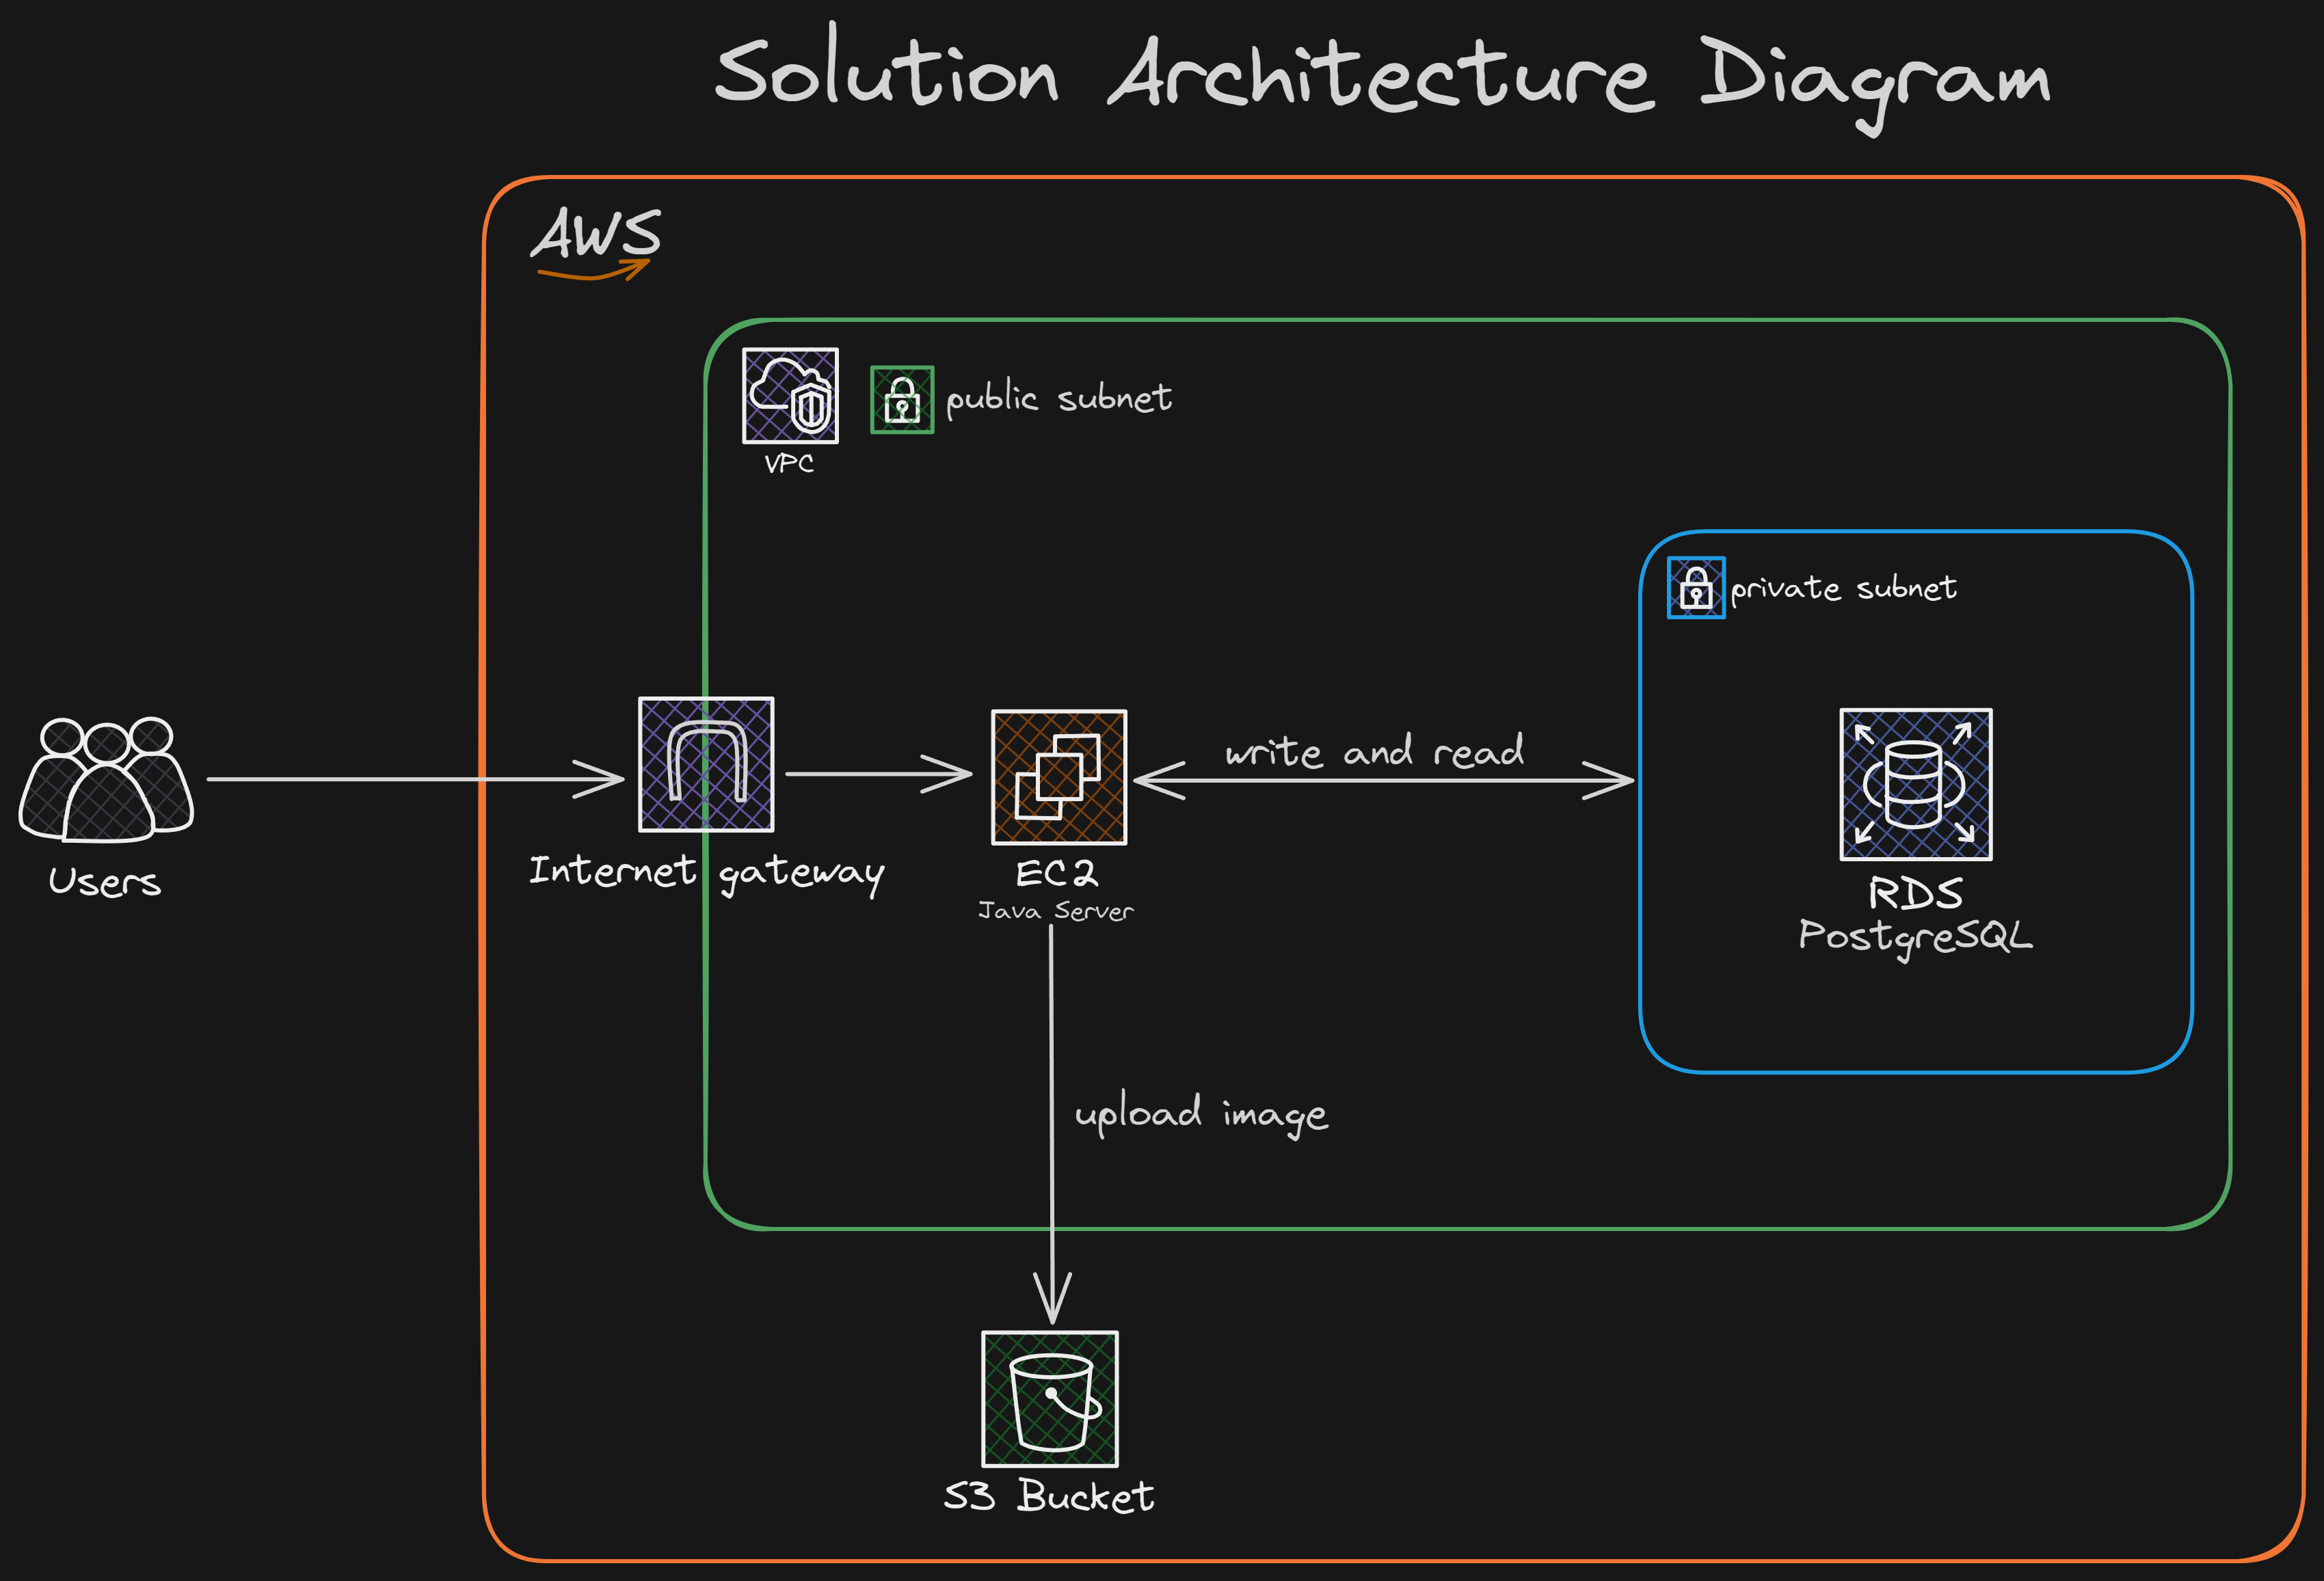 Solution Architecture Diagram
AWS
VPC
public subnet
private subnet
Users
Internet gateway
EC2
Java Server
write and read
RDS
PostgreSQL
upload image
S3 Bucket